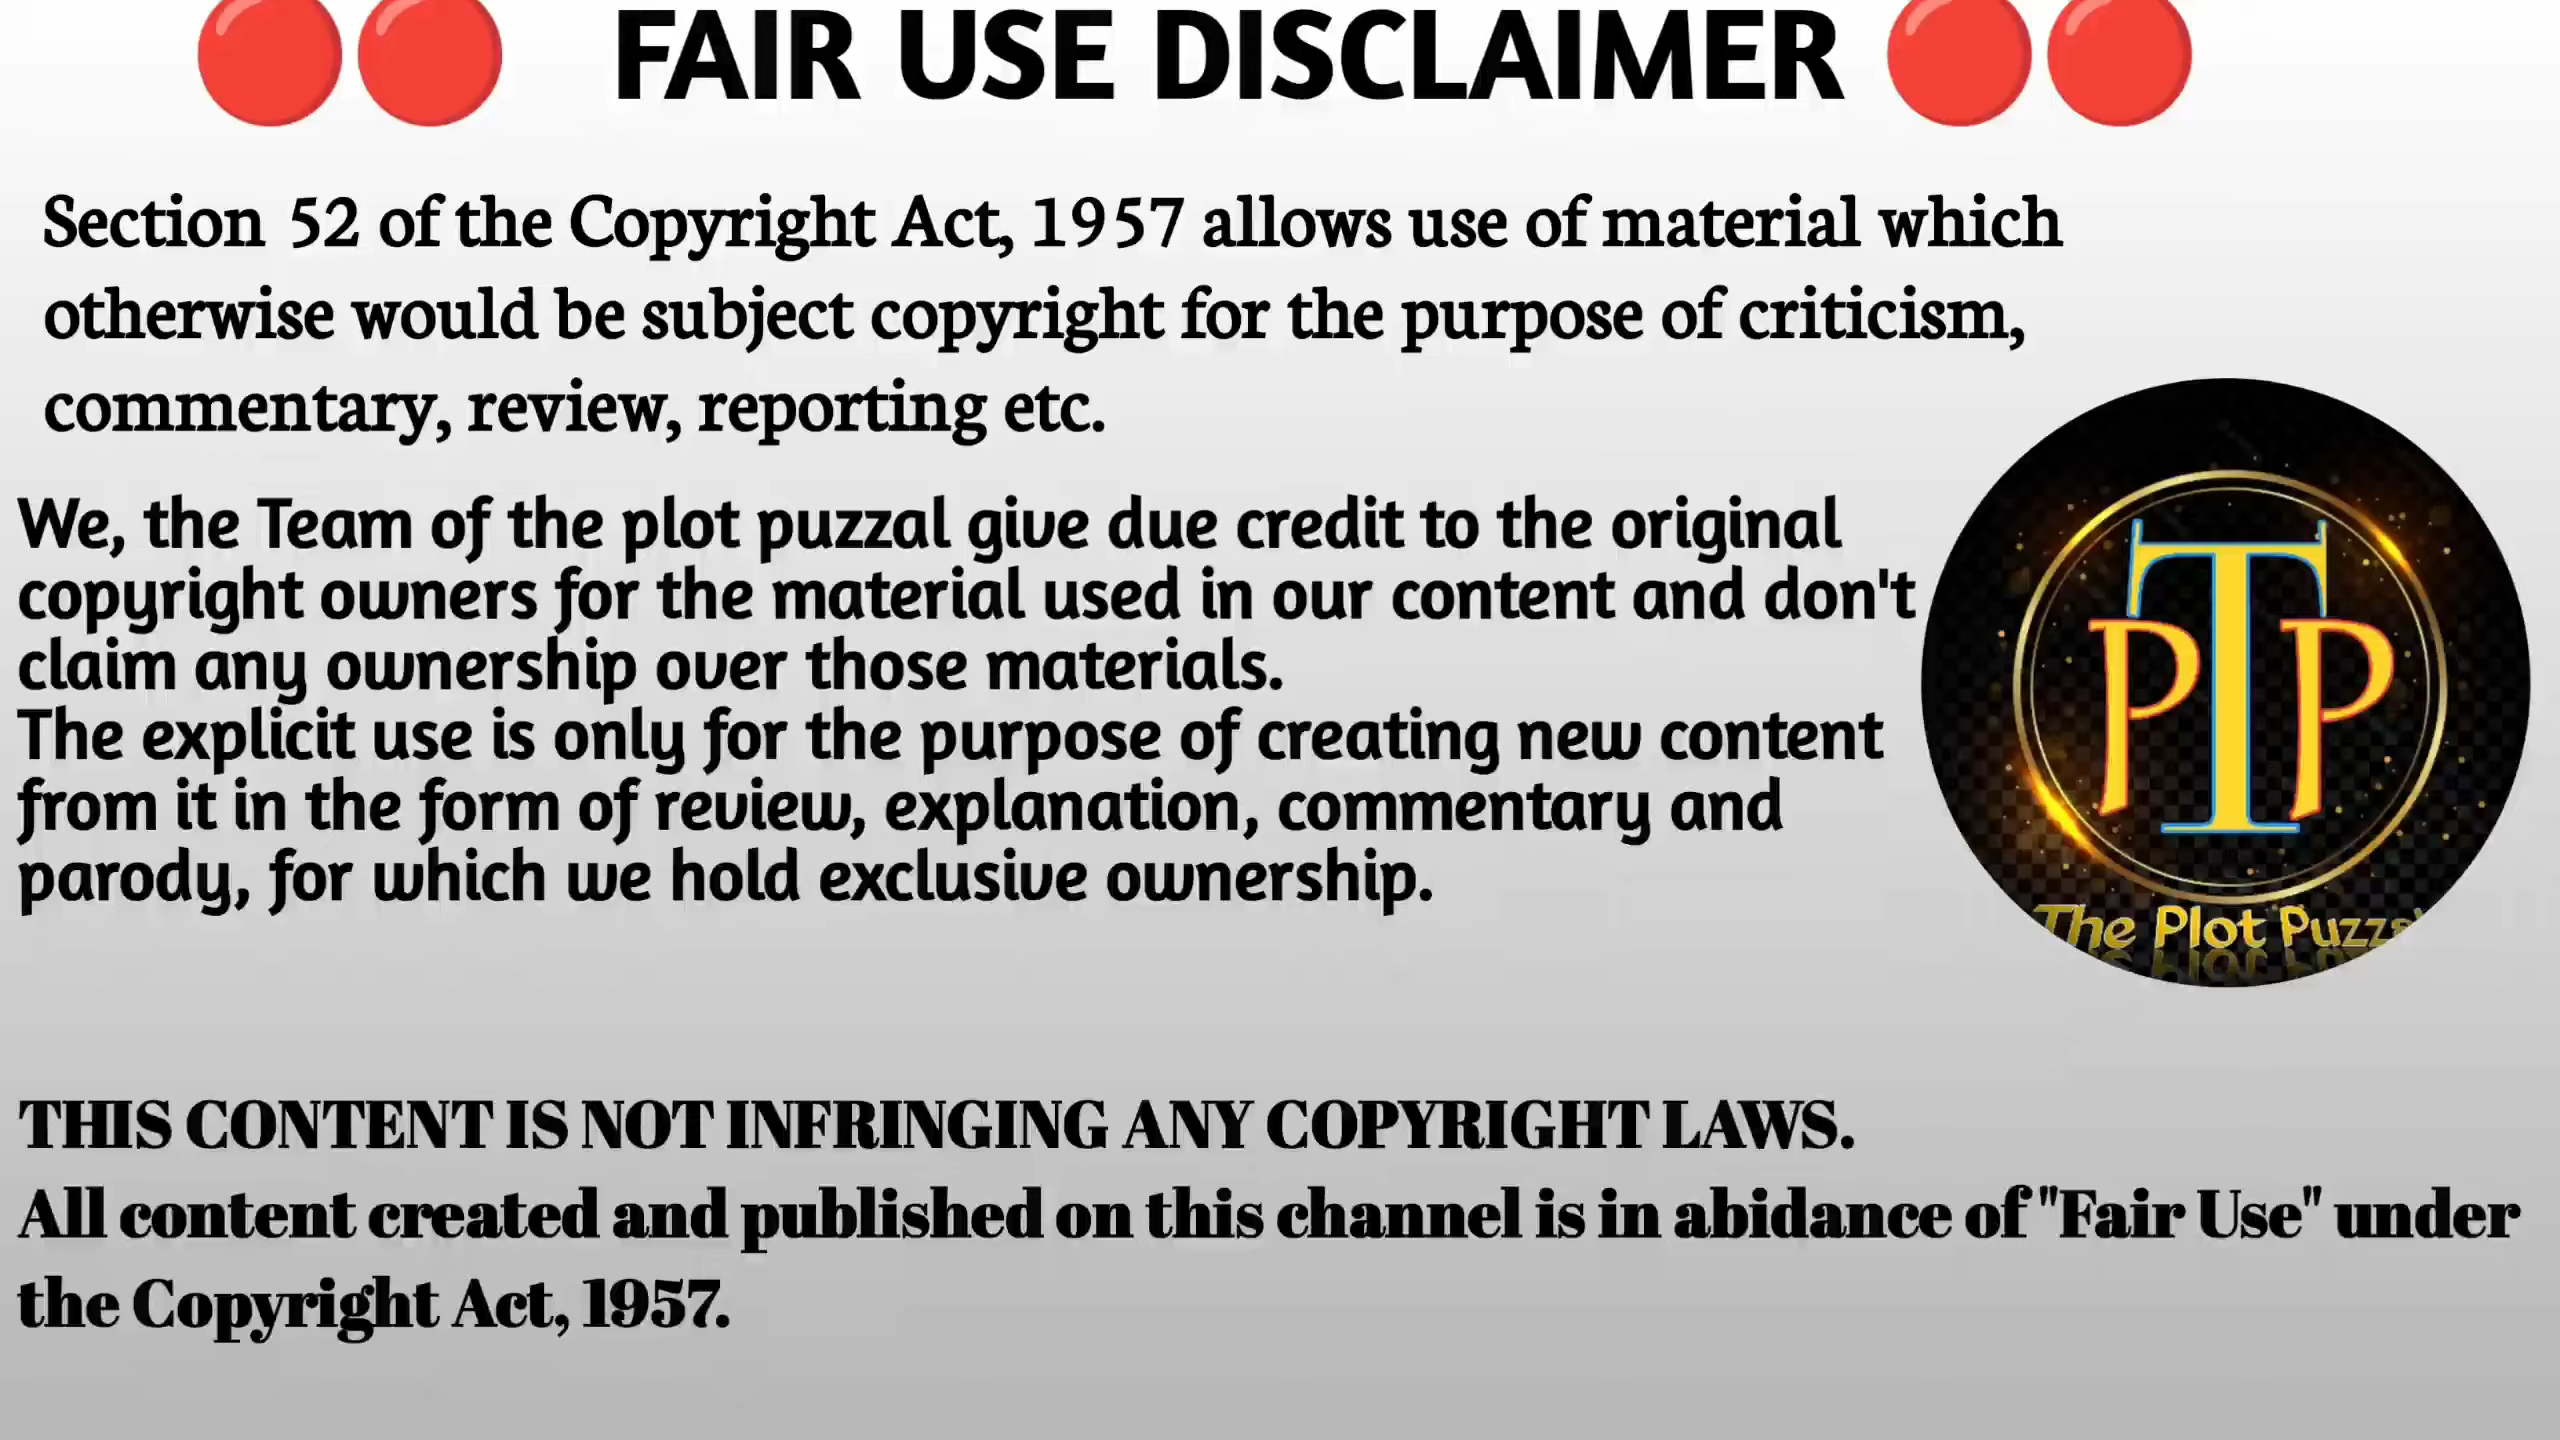 FAIR USE DISCLAIMER
Section 52 of the Copyright Act, 1957 allows use of material which
otherwise would be subject copyright for the purpose of criticism,
commentary, review, reporting etc.
We, the Team of the plot puzzal give due credit to the original
copyright owners for the material used in our content and don't
claim any ownership over those materials.
The explicit use is only for the purpose of creating new content
from it in the form of review, explanation, commentary and
parody, for which we hold exclusive ownership.
PTP
The Plot
THIS CONTENT IS NOT INFRINGING ANY COPYRIGHT LAWS.
All content created and published on this channel is in abidance of "Fair Use" under
the Copyright Act, 1957.